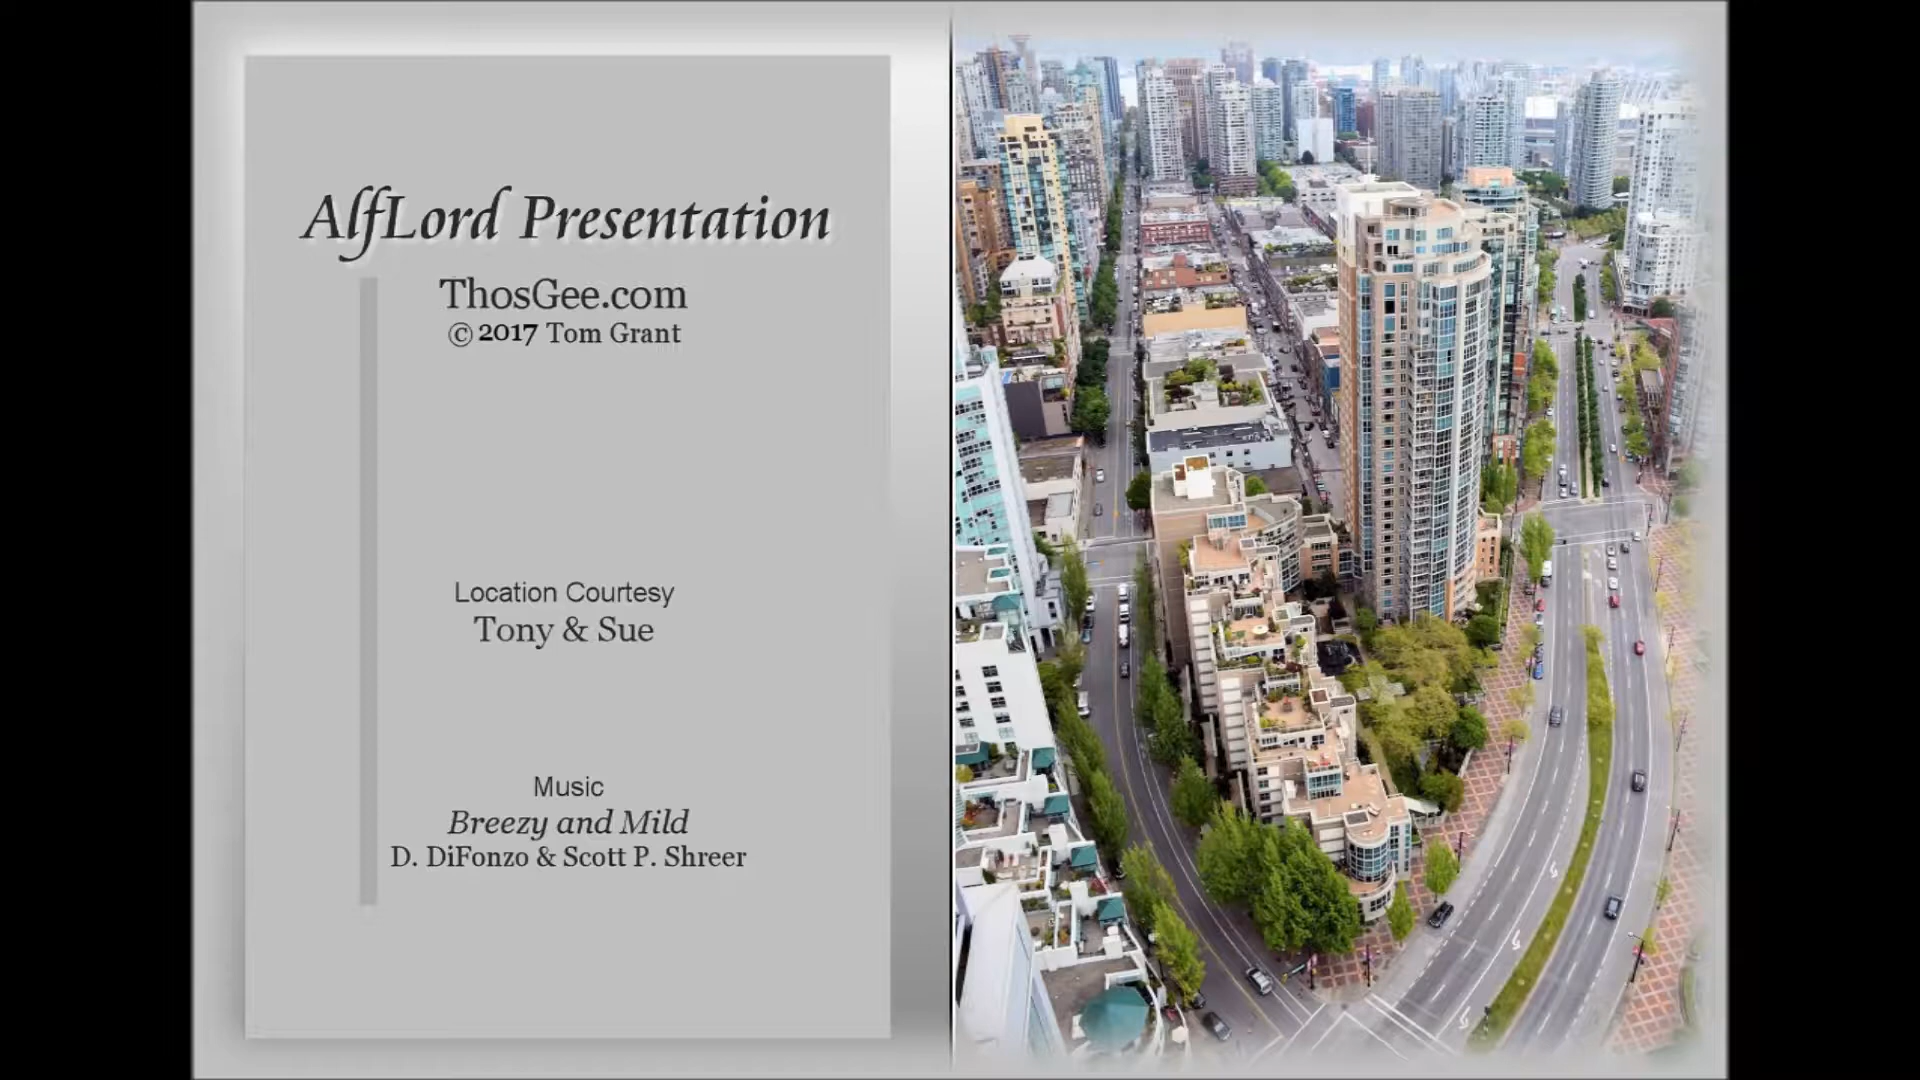 AlfLord Presentation
ThosGee.com
© 2017 Tom Grant
Location Courtesy
Tony & Sue
Music
Breezy and Mild
D. DiFonzo & Scott P. Shreer